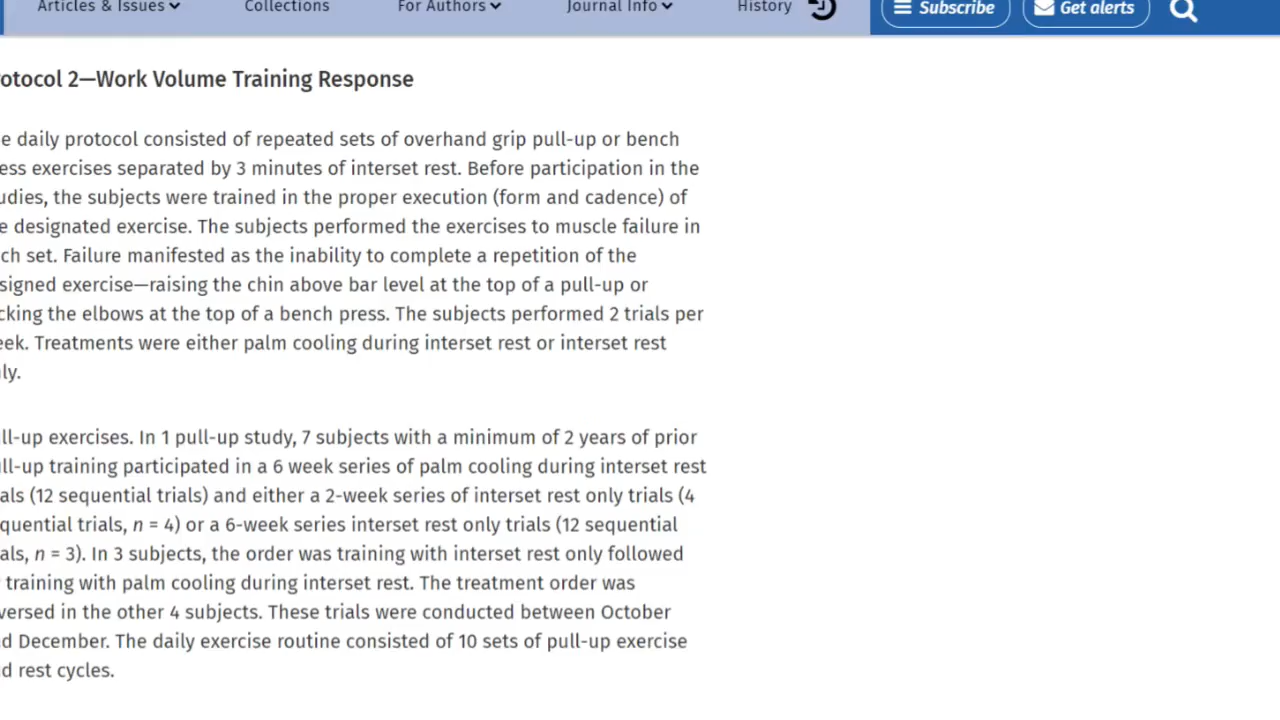 Articles & Issues
Collections
For Authors
Journal Info
History
Subscribe
Get alerts
otocol 2—Work Volume Training Response
e daily protocol consisted of repeated sets of overhand grip pull-up or bench
ess exercises separated by 3 minutes of interset rest. Before participation in the
udies, the subjects were trained in the proper execution (form and cadence) of
e designated exercise. The subjects performed the exercises to muscle failure in
ch set. Failure manifested as the inability to complete a repetition of the
signed exercise—raising the chin above bar level at the top of a pull-up or
cking the elbows at the top of a bench press. The subjects performed 2 trials per
eek. Treatments were either palm cooling during interset rest or interset rest
ly.
ll-up exercises. In 1 pull-up study, 7 subjects with a minimum of 2 years of prior
ll-up training participated in a 6 week series of palm cooling during interset rest
als (12 sequential trials) and either a 2-week series of interset rest only trials (4
quential trials, n = 4) or a 6-week series interset rest only trials (12 sequential
als, n = 3). In 3 subjects, the order was training with interset rest only followed
training with palm cooling during interset rest. The treatment order was
versed in the other 4 subjects. These trials were conducted between October
d December. The daily exercise routine consisted of 10 sets of pull-up exercise
d rest cycles.